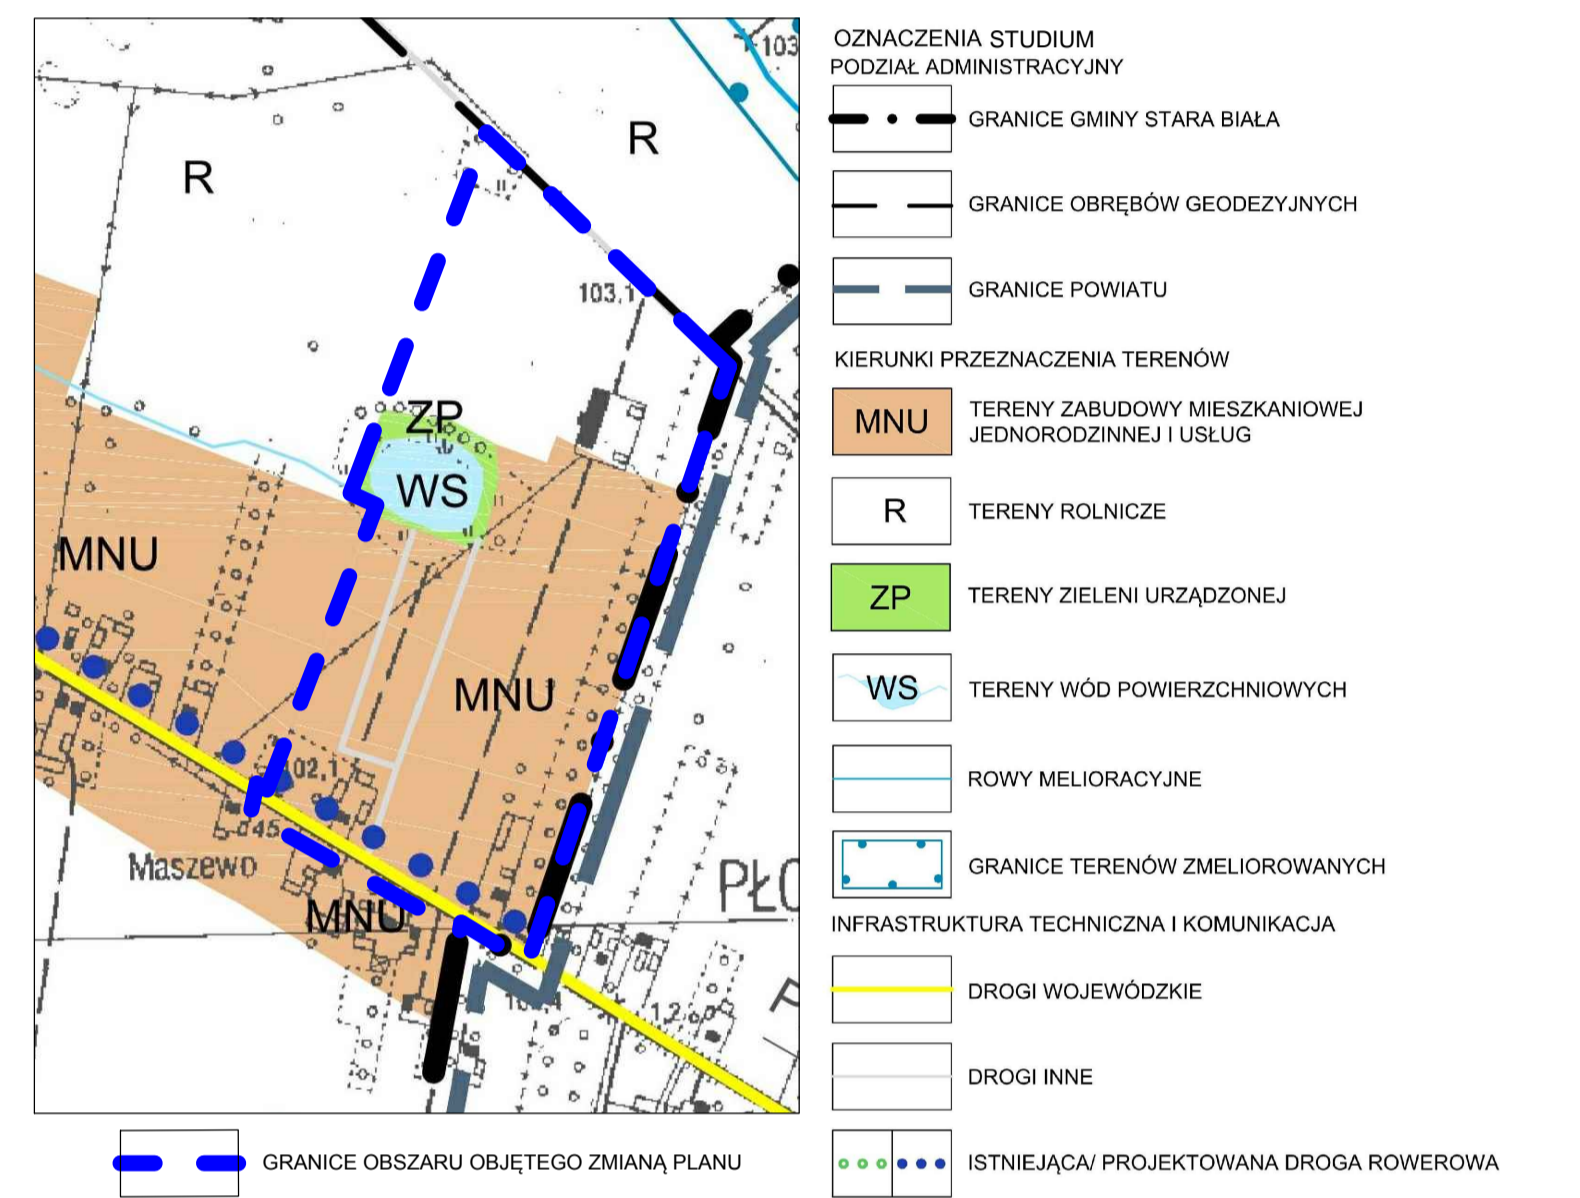 103
R
R
103.1
ZP
WS
MNU
MNU
02.1
45
Maszewo
MNU
PŁO
1,2
OZNACZENIA STUDIUM
PODZIAŁ ADMINISTRACYJNY
GRANICE GMINY STARA BIAŁA
GRANICE OBRĘBÓW GEODEZYJNYCH
GRANICE POWIATU
KIERUNKI PRZEZNACZENIA TERENÓW
MNU
TERENY ZABUDOWY MIESZKANIOWEJ
JEDNORODZINNEJ I USŁUG
R
TERENY ROLNICZE
ZP
TERENY ZIELENI URZĄDZONEJ
WS
TERENY WÓD POWIERZCHNIOWYCH
ROWY MELIORACYJNE
GRANICE TERENÓW ZMELIOROWANYCH
INFRASTRUKTURA TECHNICZNA I KOMUNIKACJA
DROGI WOJEWÓDZKIE
DROGI INNE
ISTNIEJĄCA/ PROJEKTOWANA DROGA ROWEROWA
GRANICE OBSZARU OBJĘTEGO ZMIANĄ PLANU